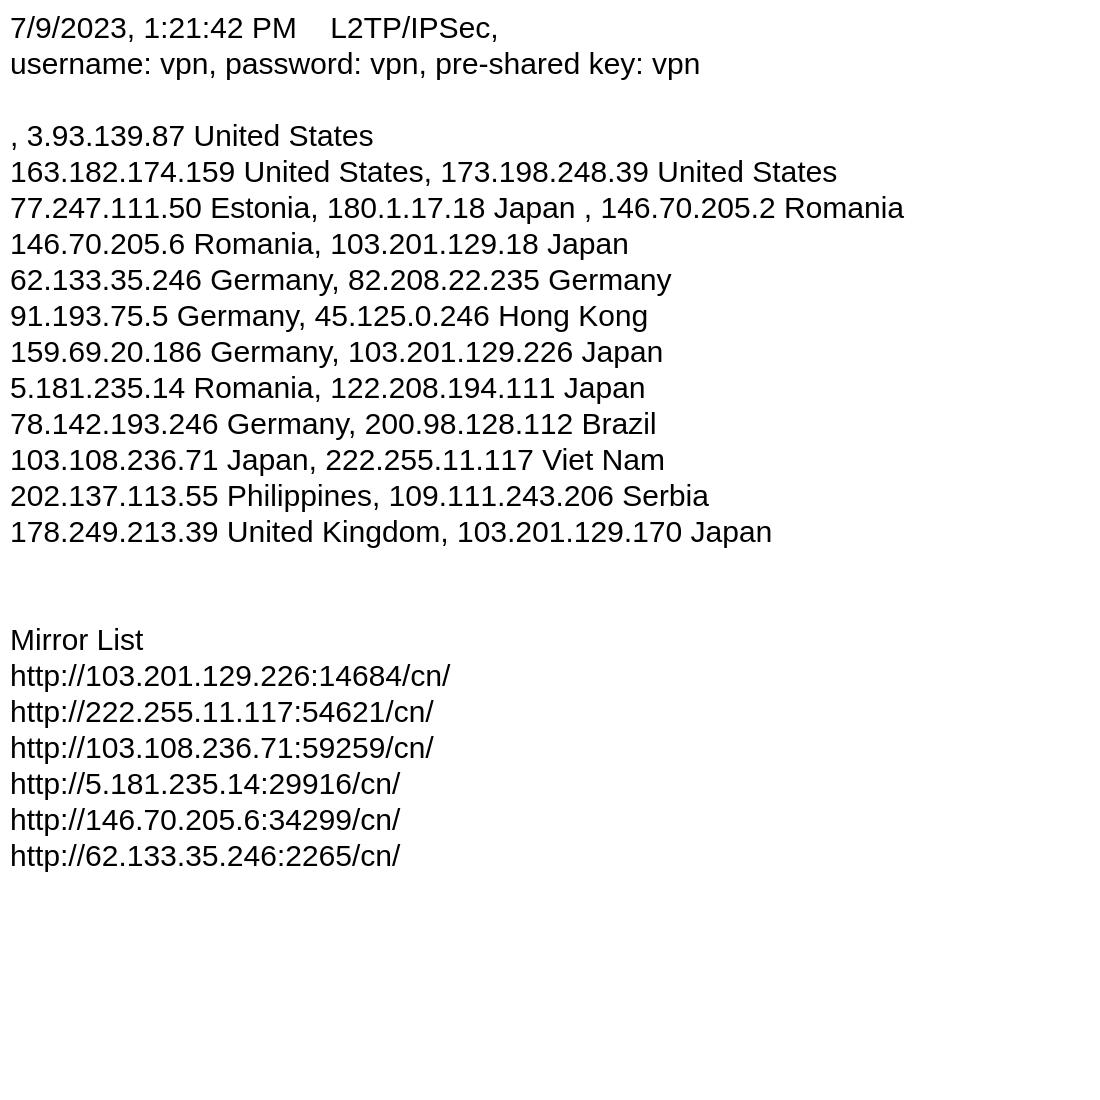 7/9/2023, 1:21:42 PM    L2TP/IPSec,
username: vpn, password: vpn, pre-shared key: vpn
, 3.93.139.87 United States
163.182.174.159 United States, 173.198.248.39 United States
77.247.111.50 Estonia, 180.1.17.18 Japan , 146.70.205.2 Romania
146.70.205.6 Romania, 103.201.129.18 Japan
62.133.35.246 Germany, 82.208.22.235 Germany
91.193.75.5 Germany, 45.125.0.246 Hong Kong
159.69.20.186 Germany, 103.201.129.226 Japan
5.181.235.14 Romania, 122.208.194.111 Japan
78.142.193.246 Germany, 200.98.128.112 Brazil
103.108.236.71 Japan, 222.255.11.117 Viet Nam
202.137.113.55 Philippines, 109.111.243.206 Serbia
178.249.213.39 United Kingdom, 103.201.129.170 Japan
Mirror List
http://103.201.129.226:14684/cn/
http://222.255.11.117:54621/cn/
http://103.108.236.71:59259/cn/
http://5.181.235.14:29916/cn/
http://146.70.205.6:34299/cn/
http://62.133.35.246:2265/cn/